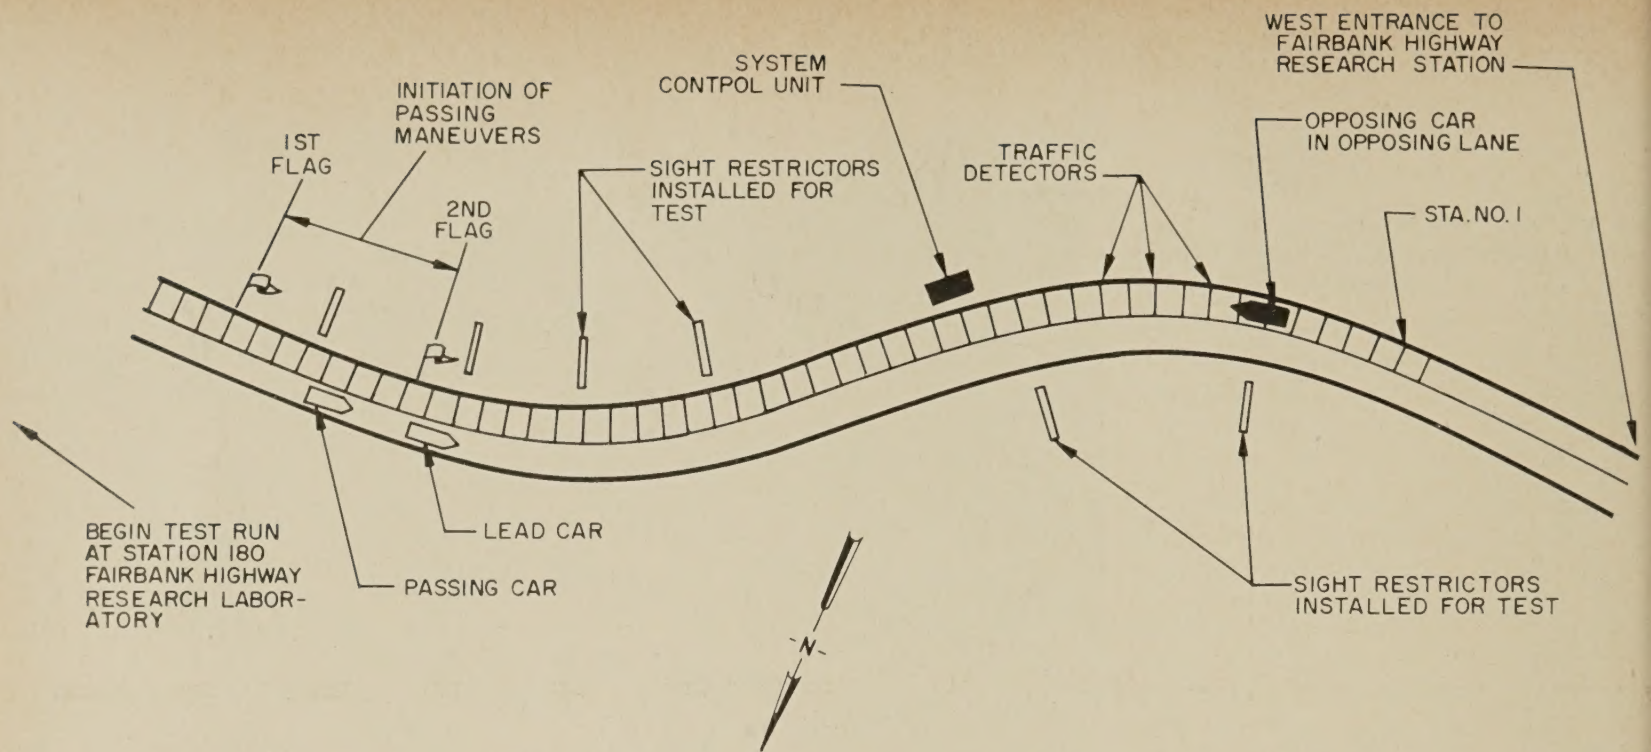 WEST ENTRANCE TO
FAIRBANK HIGHWAY
RESEARCH STATION
SYSTEM
CONTPOL UNIT
INITIATION OF
PASSING
MANEUVERS
OPPOSING CAR
IN OPPOSING LANE
1ST
FLAG
SIGHT RESTRICTORS
INSTALLED FOR
TEST
TRAFFIC
DETECTORS
2ND
FLAG
STA. NO. 1
BEGIN TEST RUN
AT STATION 180
FAIRBANK HIGHWAY
RESEARCH LABOR-
ATORY
LEAD CAR
PASSING CAR
SIGHT RESTRICTORS
INSTALLED FOR TEST
-N-